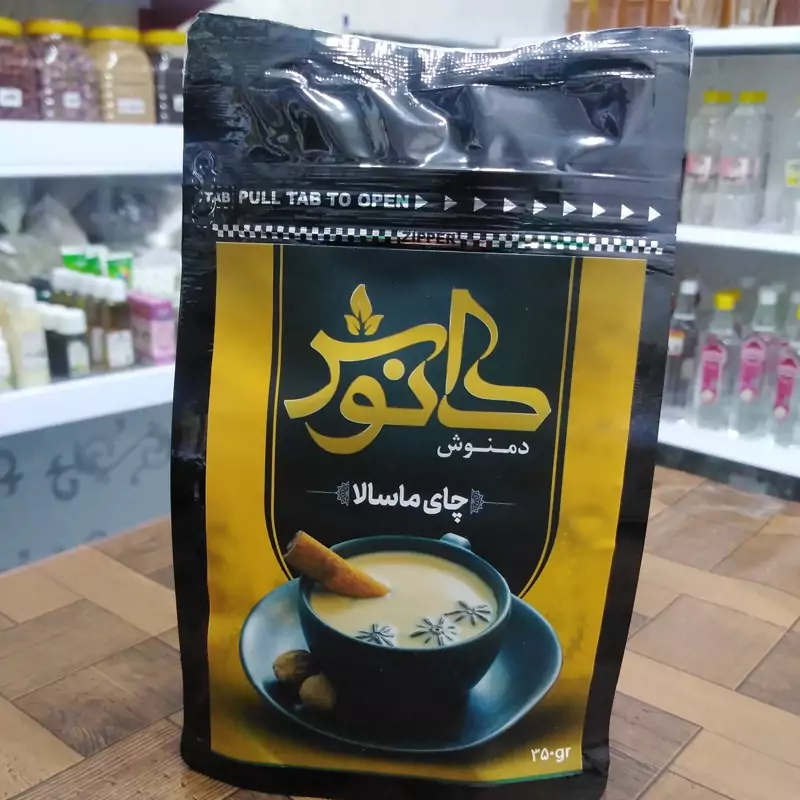 TAB PULL TAB TO OPEN
ZIPPER
کانوش
دمنوش
چای ماسالا
۳۵۰gr